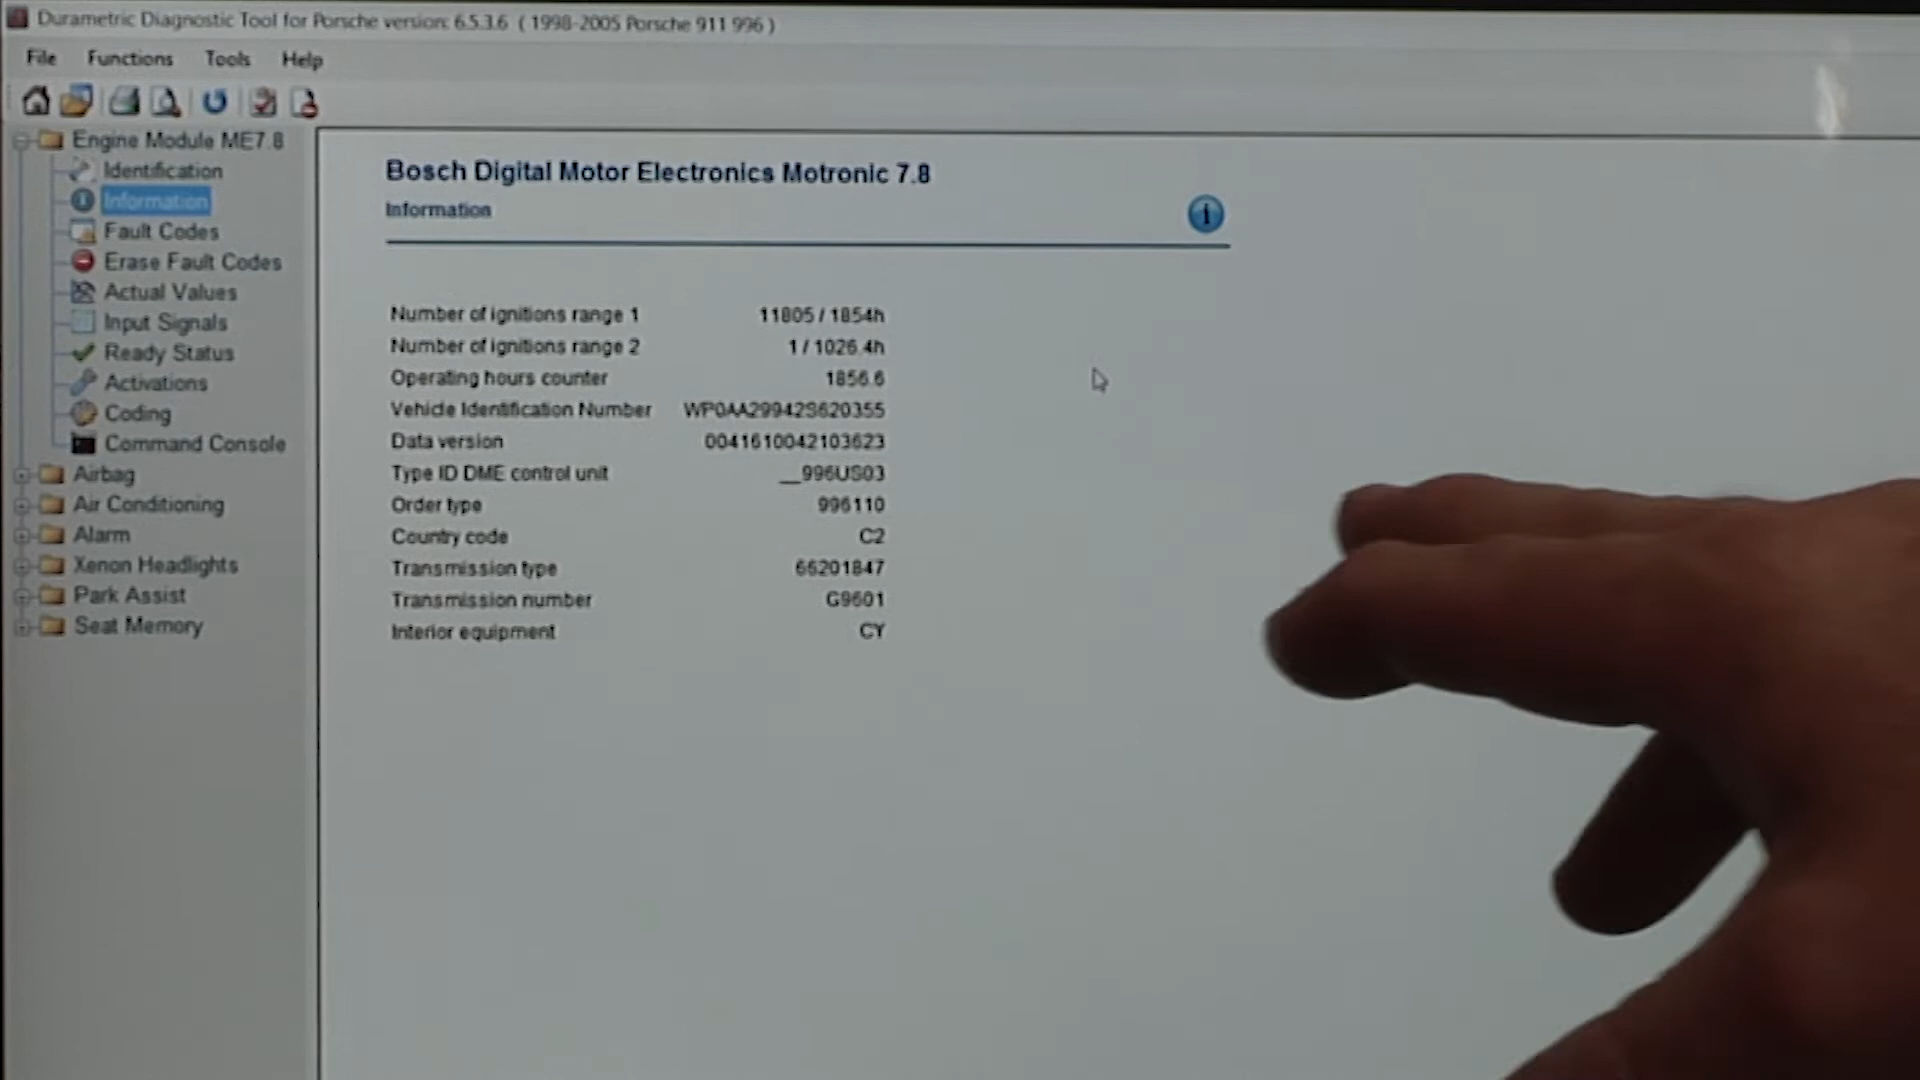 Durametric Diagnostic Tool for Porsche version: 6.5.3.6 ( 1998-2005 Porsche 911 996 )
File Functions Tools Help
Engine Module ME7.8
Identification
Information
Fault Codes
Erase Fault Codes
Actual Values
Input Signals
Ready Status
Activations
Coding
Command Console
Airbag
Air Conditioning
Alarm
Xenon Headlights
Park Assist
Seat Memory
Bosch Digital Motor Electronics Motronic 7.8
Information
Number of ignitions range 1 11805 / 1854h
Number of ignitions range 2 1 / 1026.4h
Operating hours counter 1856.6
Vehicle Identification Number WP0AA29942S620355
Data version 0041610042103623
Type ID DME control unit __996US03
Order type 996110
Country code C2
Transmission type 66201847
Transmission number G9601
Interior equipment CY